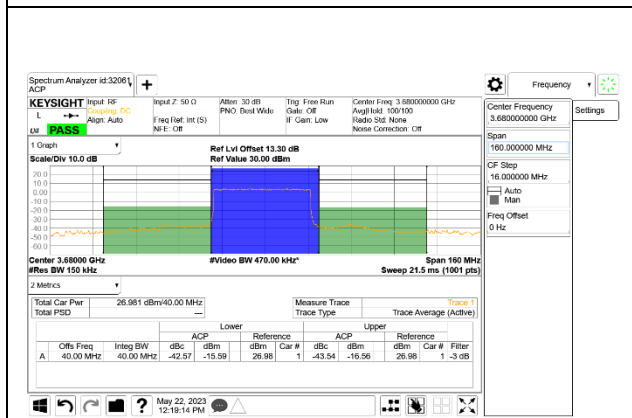 Spectrum Analyzer id:32061
ACP
Frequency
KEYSIGHT
L
PASS
Input: RF
Coupling: DC
Align: Auto
Input Z: 50 Ω
Freq Ref: Int (S)
NFE: Off
Atten: 30 dB
PNO: Best Wide
Trig: Free Run
Gate: Off
IF Gain: Low
Center Freq: 3.680000000 GHz
Avg|Hold: 100/100
Radio Std: None
Noise Correction: Off
Center Frequency
3.680000000 GHz
Settings
Span
160.000000 MHz
CF Step
16.000000 MHz
Auto
Man
Freq Offset
0 Hz
1 Graph
Scale/Div 10.0 dB
Ref Lvl Offset 13.30 dB
Ref Value 30.00 dBm
20.0
10.0
0.00
-10.0
-20.0
-30.0
-40.0
-50.0
-60.0
Center 3.68000 GHz
#Video BW 470.00 kHz*
Span 160 MHz
#Res BW 150 kHz
Sweep 21.5 ms (1001 pts)
2 Metrics
Total Car Pwr 26.981 dBm/40.00 MHz
Total PSD ---
Measure Trace Trace 1
Trace Type Trace Average (Active)
Lower Upper
ACP Reference ACP Reference
Offs Freq Integ BW dBc dBm dBm Car # dBc dBm dBm Car # Filter
A 40.00 MHz 40.00 MHz -42.57 -15.59 26.98 1 -43.54 -16.56 26.98 1 -3 dB
May 22, 2023
12:19:14 PM